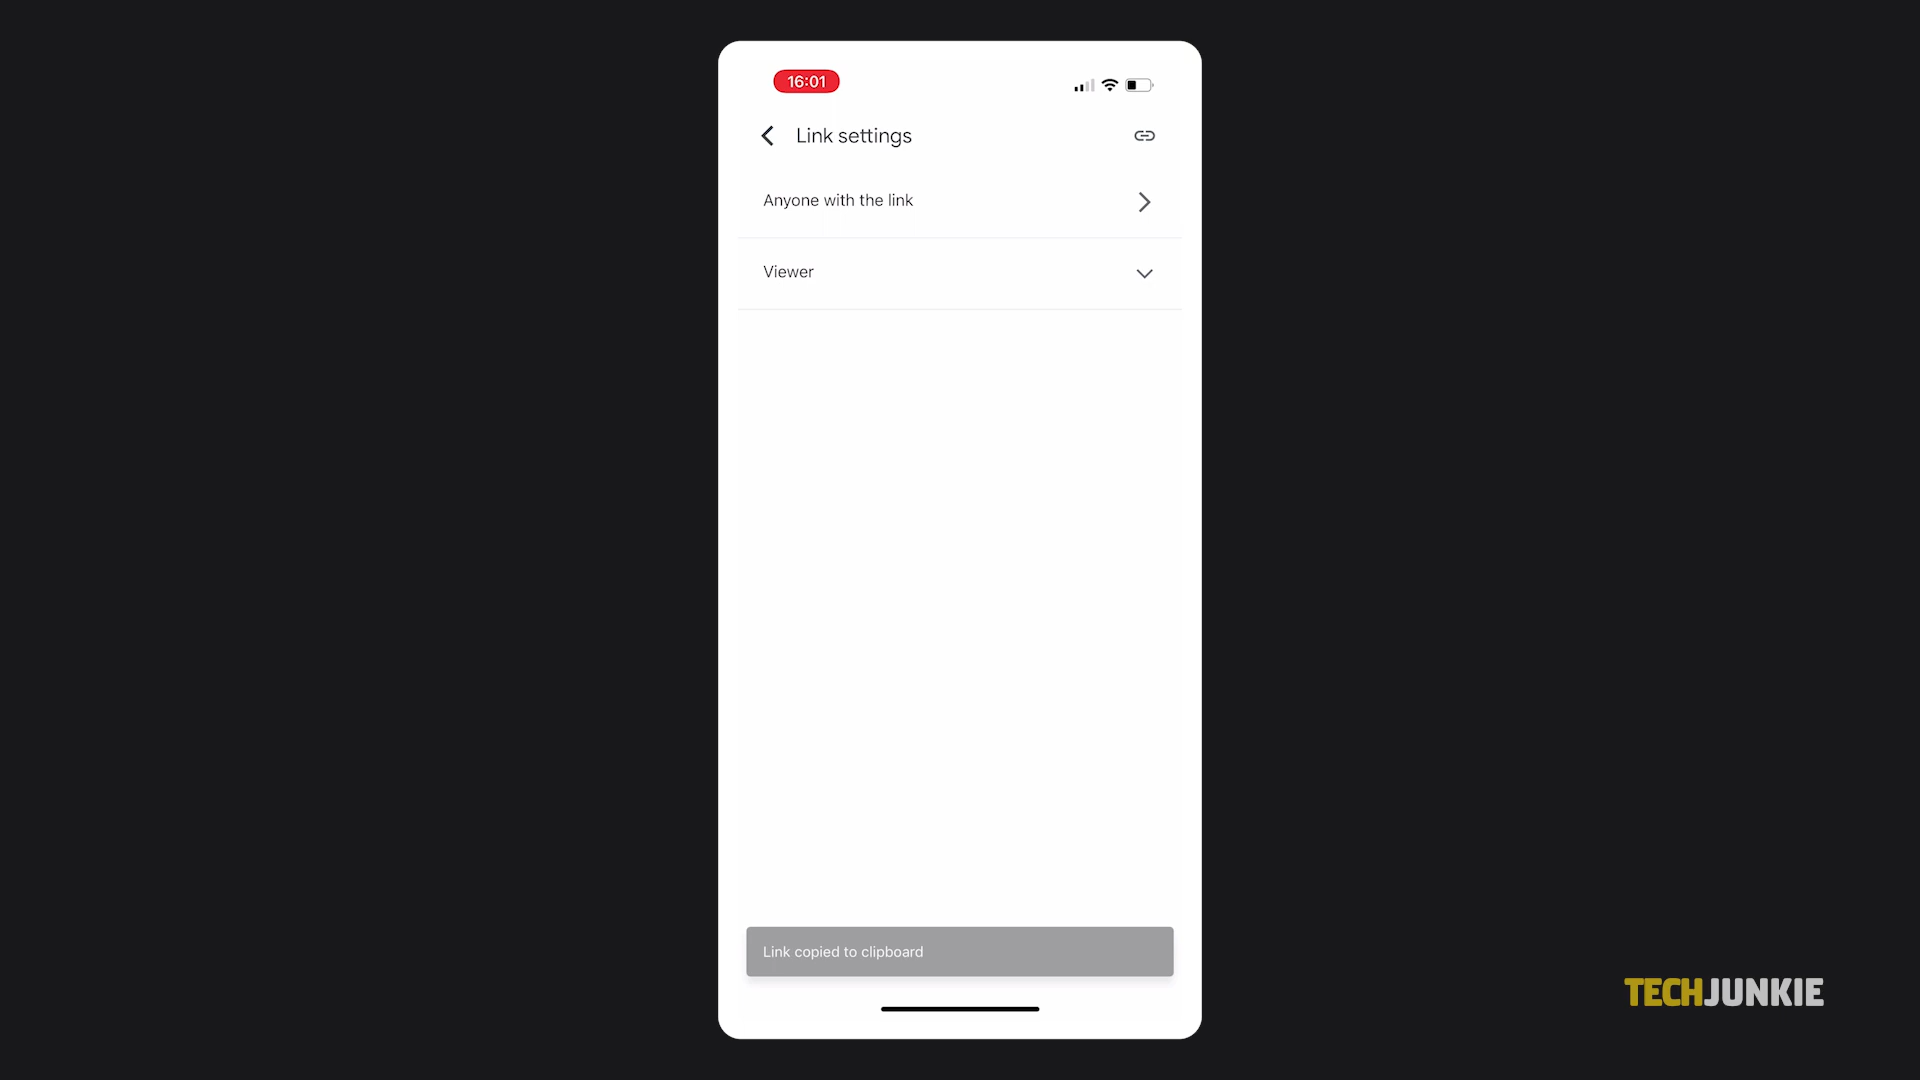 16:01
Link settings
Anyone with the link
Viewer
Link copied to clipboard
TECHJUNKIE